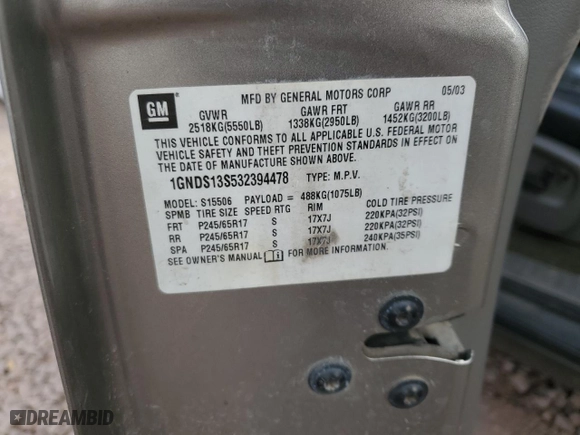 GM
MFD BY GENERAL MOTORS CORP 05/03
GVWR GAWR FRT GAWR RR
2518KG(5550LB) 1338KG(2950LB) 1452KG(3200LB)
THIS VEHICLE CONFORMS TO ALL APPLICABLE U.S. FEDERAL MOTOR
VEHICLE SAFETY AND THEFT PREVENTION STANDARDS IN EFFECT ON
THE DATE OF MANUFACTURE SHOWN ABOVE.
1GNDS13S532394478 TYPE: M.P.V.
MODEL: S15506 PAYLOAD = 488KG(1075LB)
SPMB TIRE SIZE SPEED RTG RIM COLD TIRE PRESSURE
FRT P245/65R17 S 17X7J 220KPA(32PSI)
RR P245/65R17 S 17X7J 220KPA(32PSI)
SPA P245/65R17 S 17X7J 240KPA(35PSI)
SEE OWNER'S MANUAL FOR MORE INFORMATION.
DREAMBID